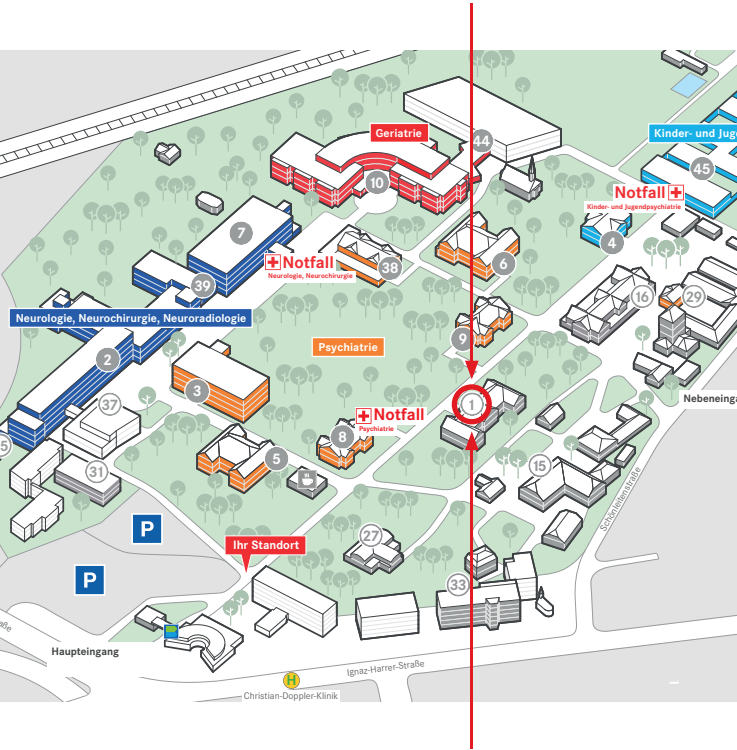 Geriatrie
44
Kinder- und Juge
45
10
Notfall
Kinder- und Jugendpsychiatrie
7
4
Notfall
Neurologie, Neurochirurgie
38
6
39
16
29
Neurologie, Neurochirurgie, Neuroradiologie
9
Psychiatrie
2
3
Nebeneinga
37
1
Notfall
Psychiatrie
8
5
31
15
Schönleitenstraße
P
27
Ihr Standort
P
33
Haupteingang
Ignaz-Harrer-Straße
H
Christian-Doppler-Klinik